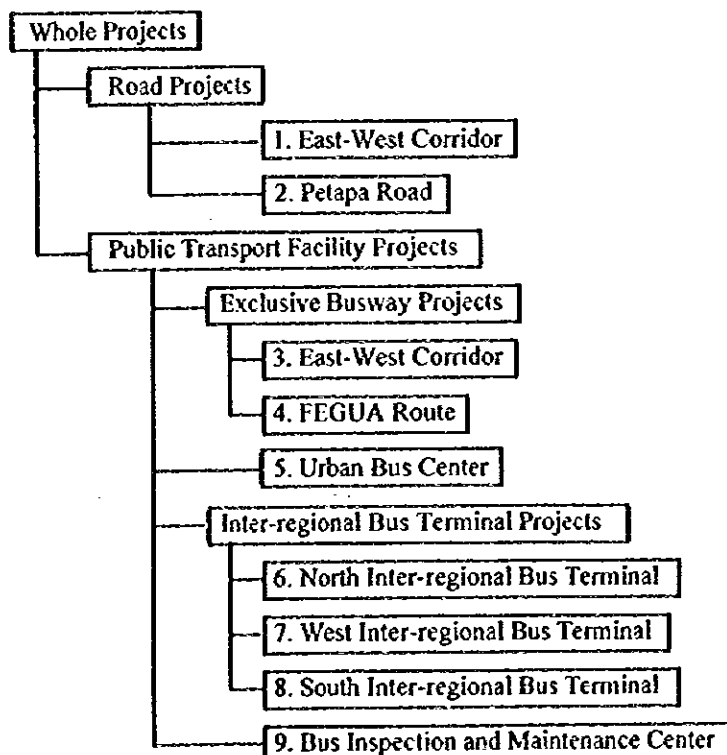 Whole Projects
Road Projects
1. East-West Corridor
2. Petapa Road
Public Transport Facility Projects
Exclusive Busway Projects
3. East-West Corridor
4. FEGUA Route
5. Urban Bus Center
Inter-regional Bus Terminal Projects
6. North Inter-regional Bus Terminal
7. West Inter-regional Bus Terminal
8. South Inter-regional Bus Terminal
9. Bus Inspection and Maintenance Center